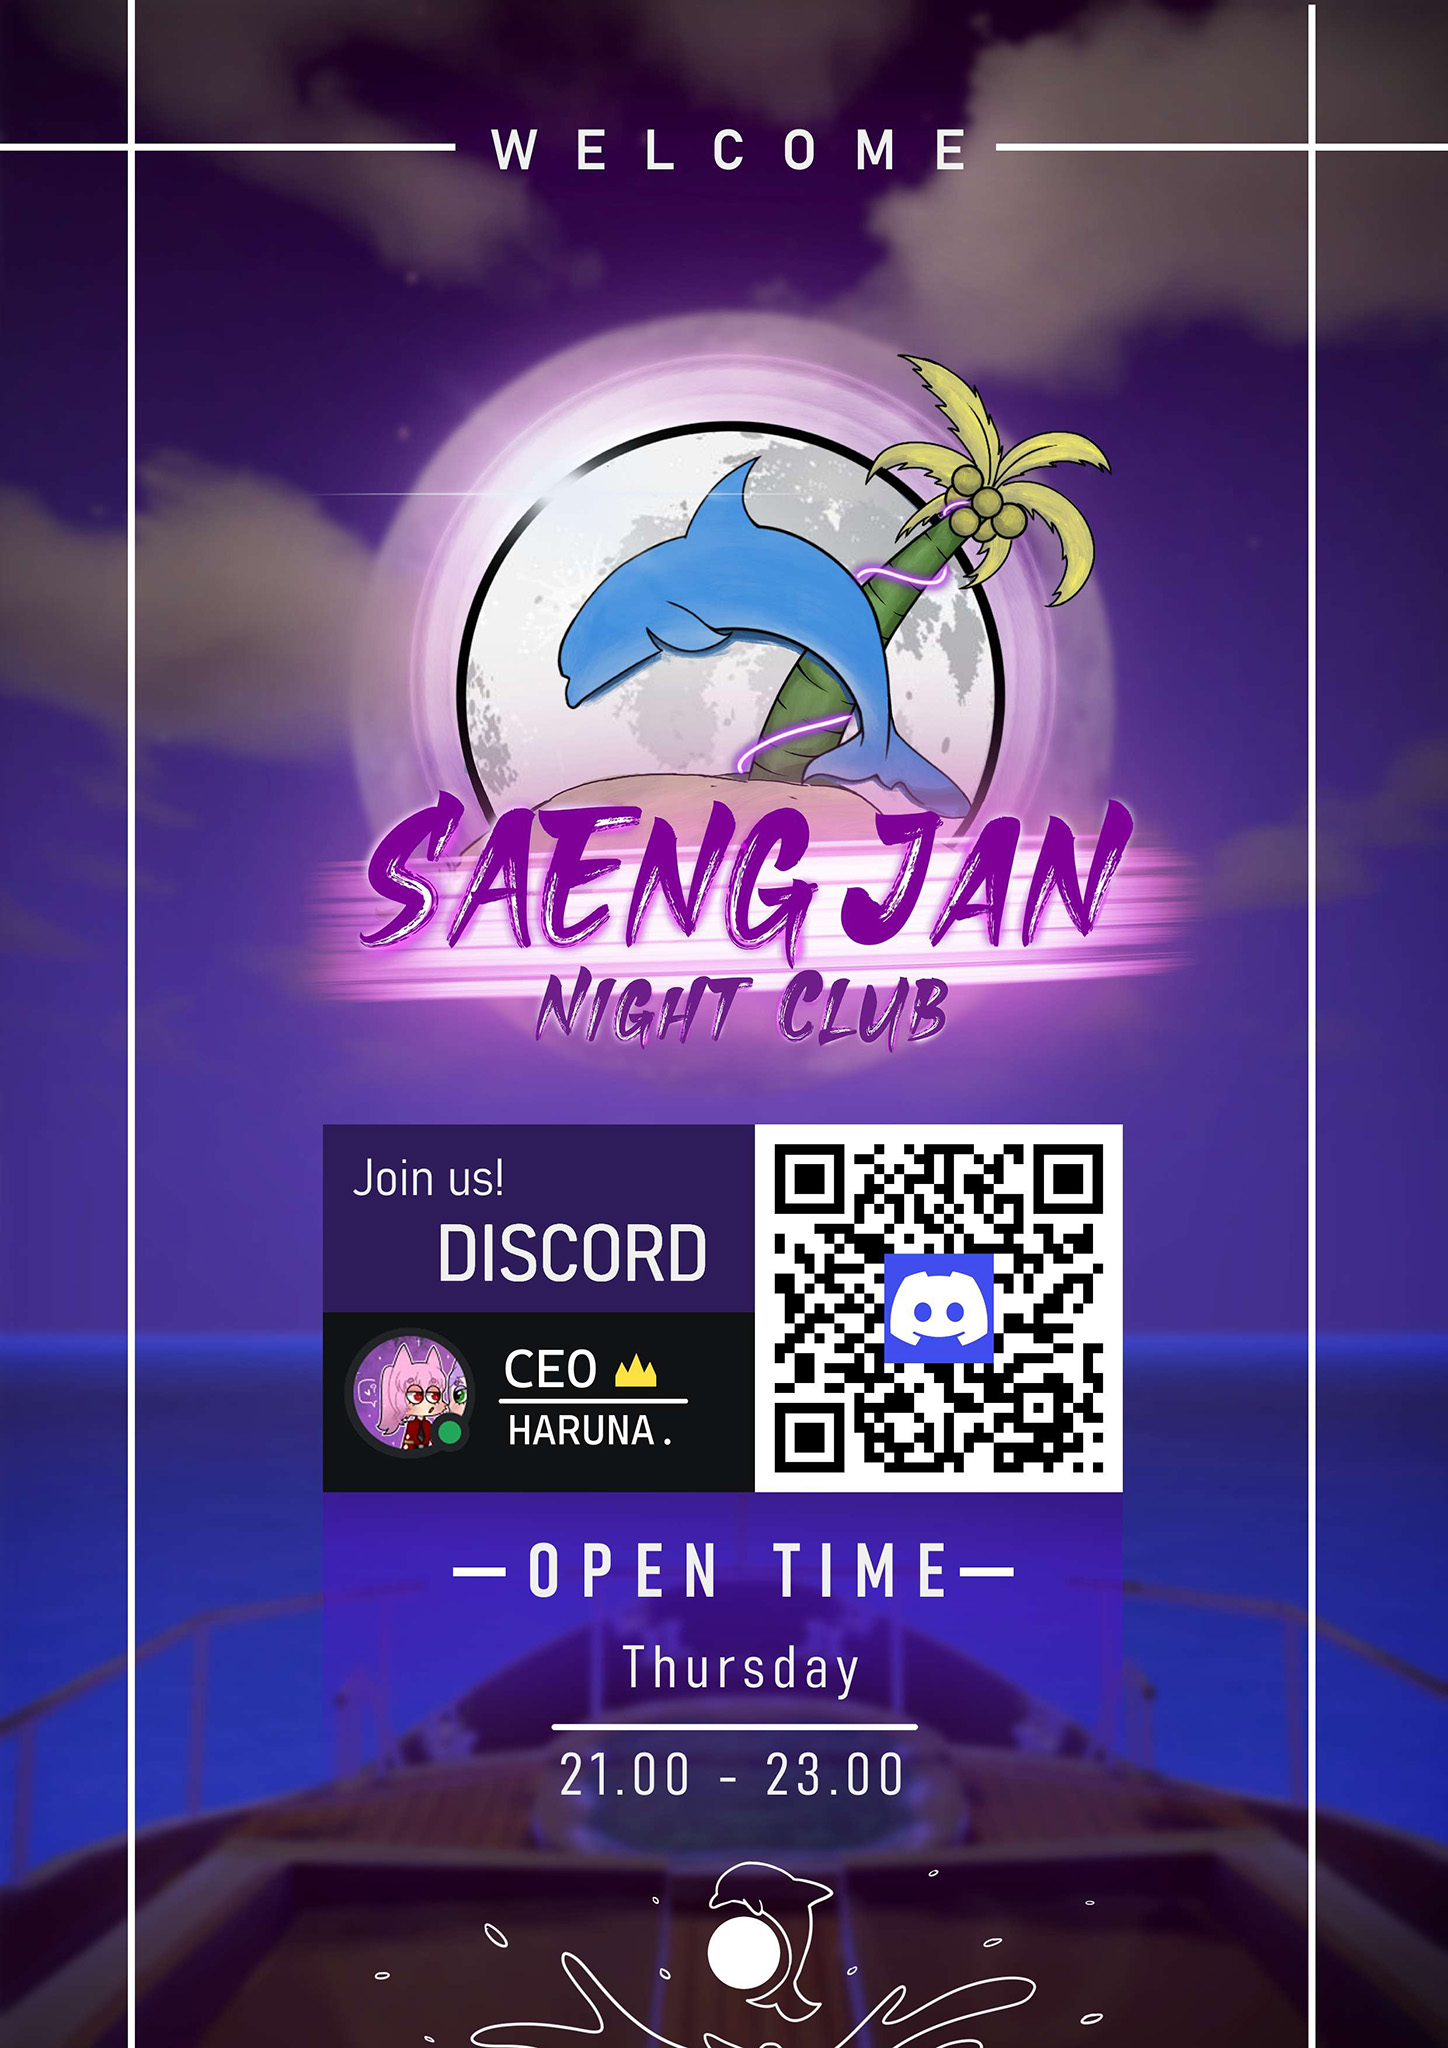 WELCOME
SAENG JAN
NIGHT CLUB
Join us!
DISCORD
CEO
HARUNA.
OPEN TIME
Thursday
21.00 - 23.00